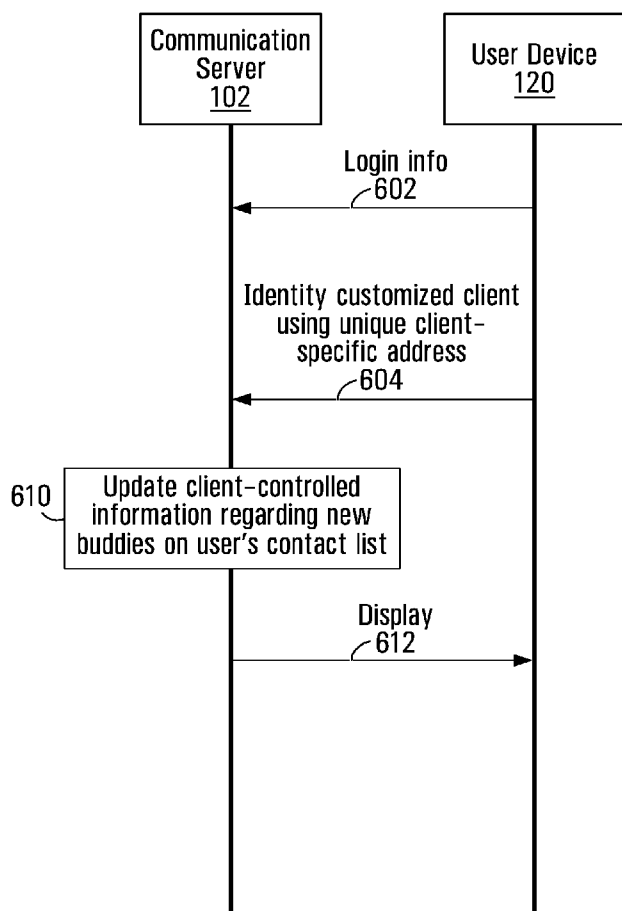 Communication
Server
102
User Device
120
Login info
602
Identity customized client
using unique client-
specific address
604
610
Update client-controlled
information regarding new
buddies on user's contact list
Display
612